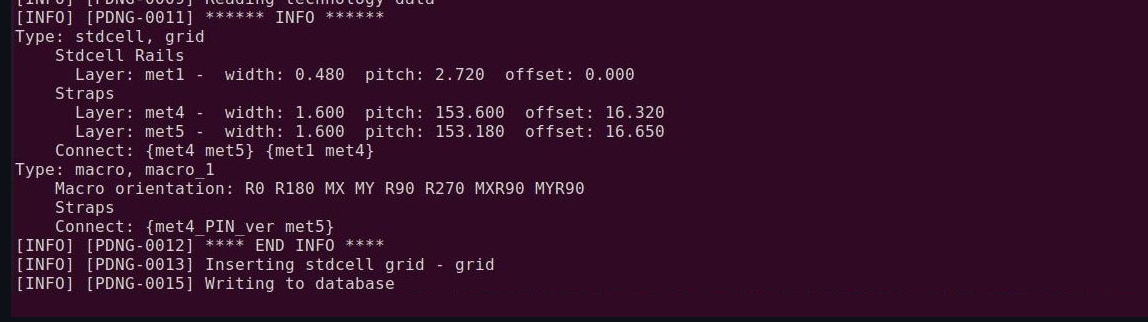 [INFO] [PDNG-0009] Reading technology data
[INFO] [PDNG-0011] ****** INFO ******
Type: stdcell, grid
    Stdcell Rails
      Layer: met1 -  width: 0.480  pitch: 2.720  offset: 0.000
    Straps
      Layer: met4 -  width: 1.600  pitch: 153.600  offset: 16.320
      Layer: met5 -  width: 1.600  pitch: 153.180  offset: 16.650
    Connect: {met4 met5} {met1 met4}
Type: macro, macro_1
    Macro orientation: R0 R180 MX MY R90 R270 MXR90 MYR90
    Straps
    Connect: {met4_PIN_ver met5}
[INFO] [PDNG-0012] **** END INFO ****
[INFO] [PDNG-0013] Inserting stdcell grid - grid
[INFO] [PDNG-0015] Writing to database